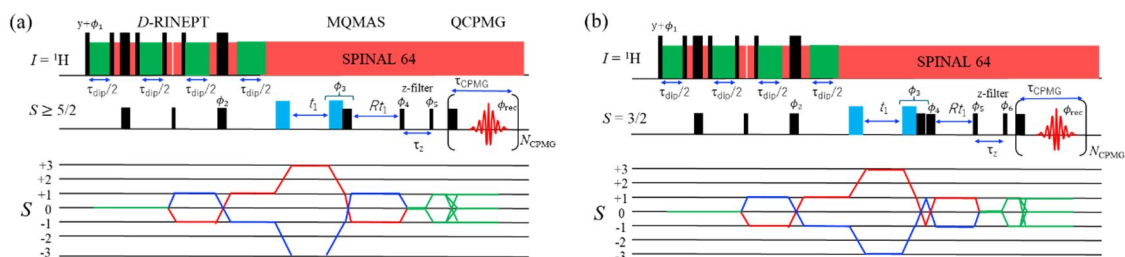 (a)
D-RINEPT MQMAS QCPMG
y+ϕ1
I = 1H
SPINAL 64
τdip/2 τdip/2 τdip/2 τdip/2
ϕ3
z-filter
τCPMG
S ≥ 5/2
ϕ2
t1
Rt1
ϕ4 ϕ5
ϕrec
τz
NCPMG
S
+3
+2
+1
0
-1
-2
-3
(b)
y+ϕ1
I = 1H
SPINAL 64
τdip/2 τdip/2 τdip/2 τdip/2
ϕ3
z-filter
τCPMG
S = 3/2
ϕ2
t1
ϕ4
Rt1
ϕ5 ϕ6
ϕrec
τz
NCPMG
S
+3
+2
+1
0
-1
-2
-3